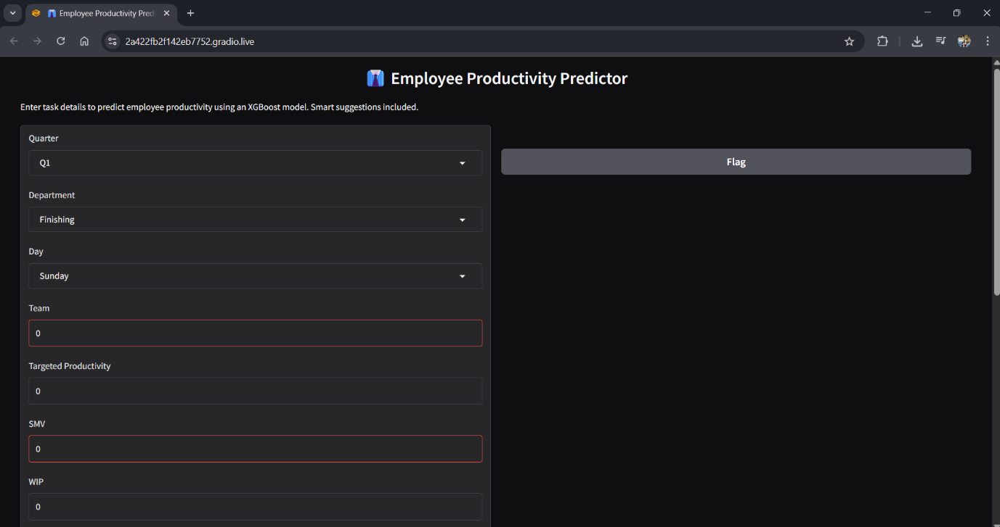 Employee Productivity Pred
2a422fb2f142eb7752.gradio.live
Employee Productivity Predictor
Enter task details to predict employee productivity using an XGBoost model. Smart suggestions included.
Quarter
Q1
Flag
Department
Finishing
Day
Sunday
Team
0
Targeted Productivity
0
SMV
0
WIP
0